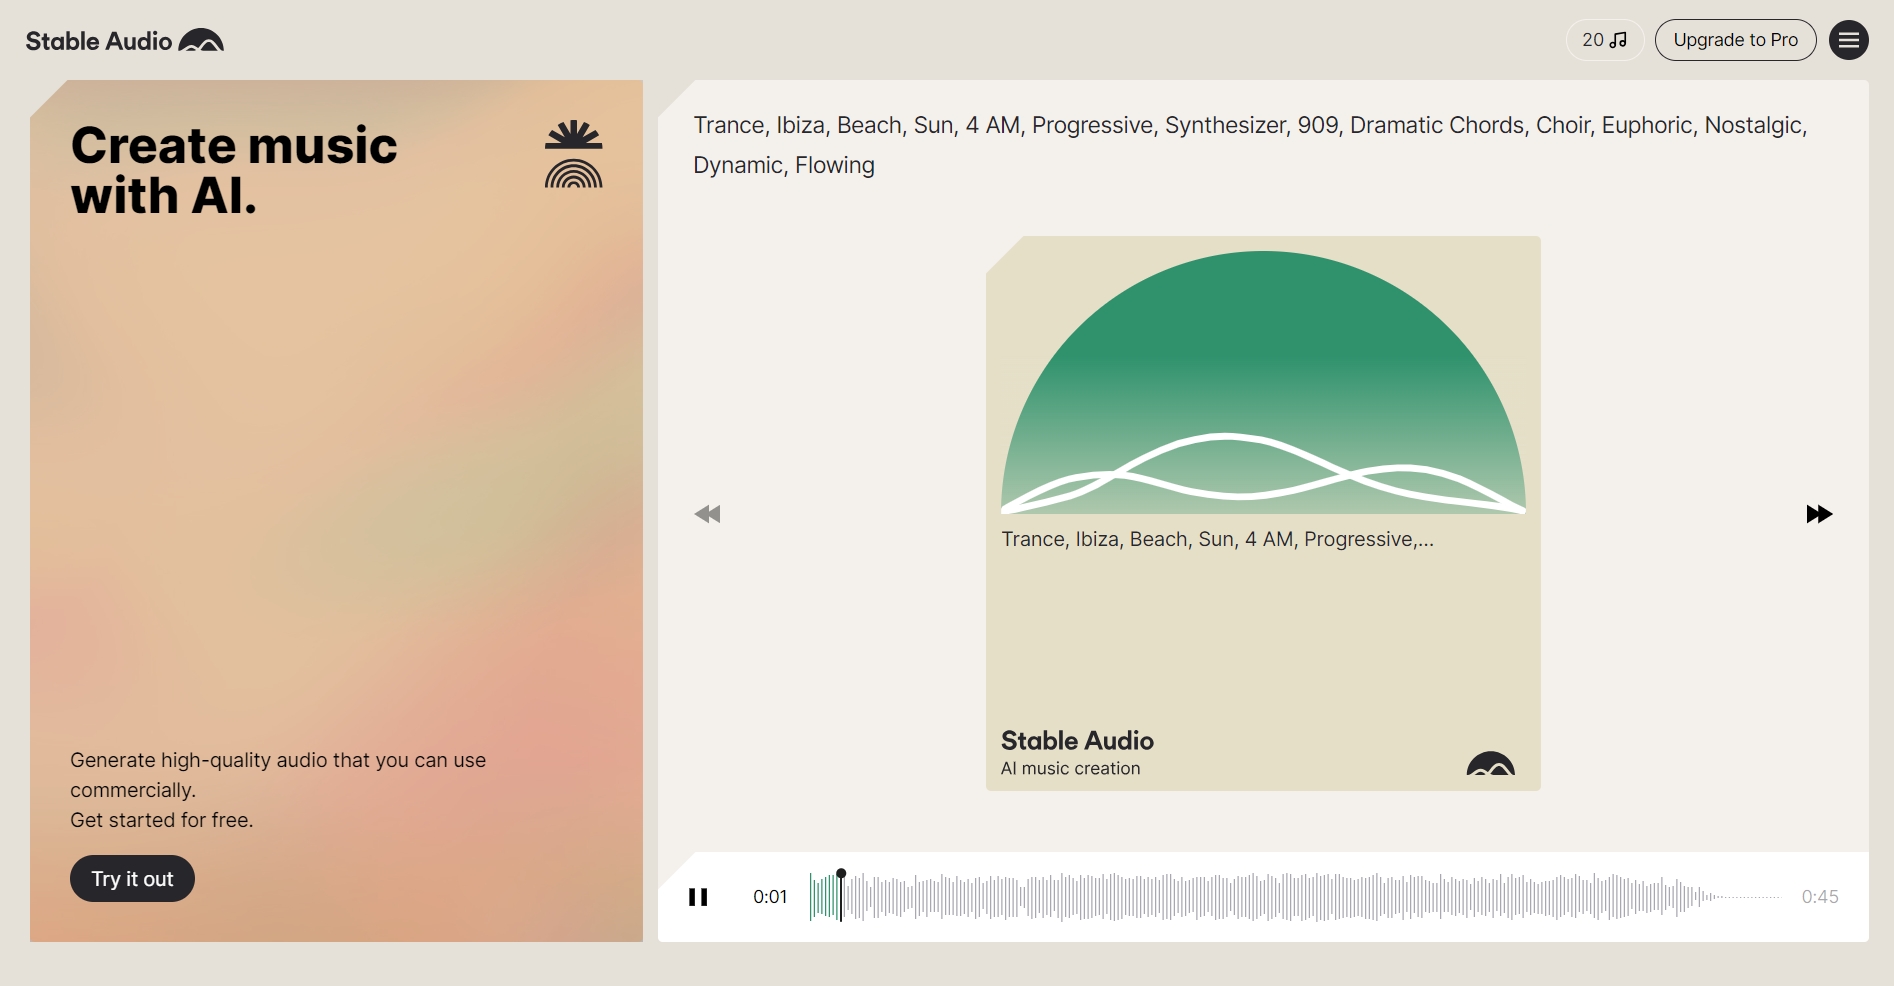 Stable Audio
20
Upgrade to Pro
Create music
with AI.
Generate high-quality audio that you can use
commercially.
Get started for free.
Try it out
Trance, Ibiza, Beach, Sun, 4 AM, Progressive, Synthesizer, 909, Dramatic Chords, Choir, Euphoric, Nostalgic,
Dynamic, Flowing
Trance, Ibiza, Beach, Sun, 4 AM, Progressive,...
Stable Audio
AI music creation
0:01
0:45